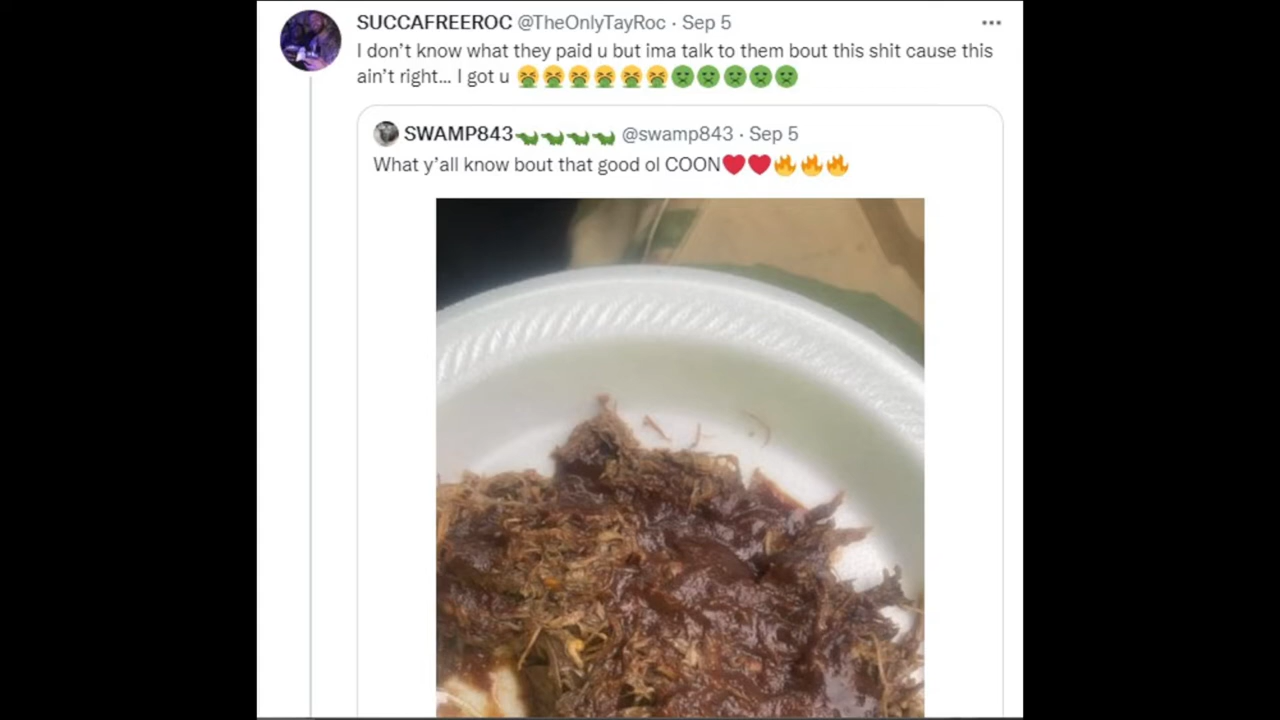 SUCCAFREEROC @TheOnlyTayRoc · Sep 5
I don’t know what they paid u but ima talk to them bout this shit cause this
ain’t right... I got u 🤮🤮🤮🤮🤮🤮🤢🤢🤢🤢🤢
SWAMP843🐊🐊🐊🐊 @swamp843 · Sep 5
What y’all know bout that good ol COON❤️❤️🔥🔥🔥